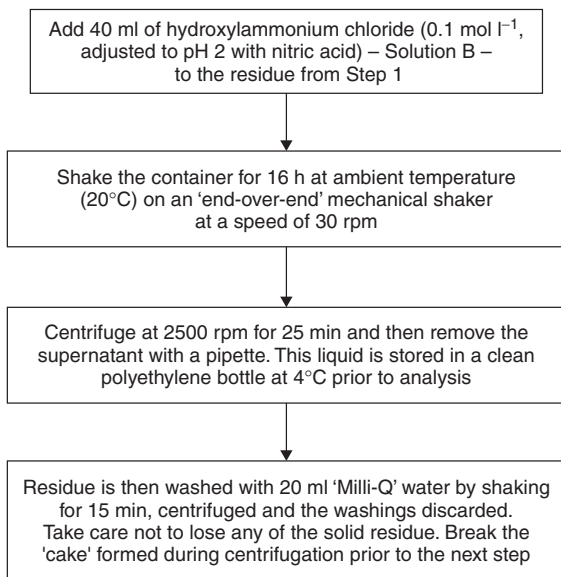 Add 40 ml of hydroxylammonium chloride (0.1 mol l⁻¹,
adjusted to pH 2 with nitric acid) – Solution B –
to the residue from Step 1
Shake the container for 16 h at ambient temperature
(20°C) on an ‘end-over-end’ mechanical shaker
at a speed of 30 rpm
Centrifuge at 2500 rpm for 25 min and then remove the
supernatant with a pipette. This liquid is stored in a clean
polyethylene bottle at 4°C prior to analysis
Residue is then washed with 20 ml ‘Milli-Q’ water by shaking
for 15 min, centrifuged and the washings discarded.
Take care not to lose any of the solid residue. Break the
'cake' formed during centrifugation prior to the next step